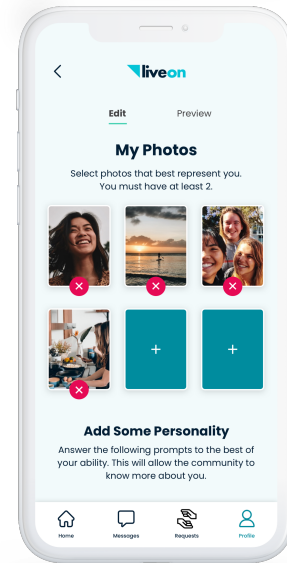 liveon
Edit Preview
My Photos
Select photos that best represent you.
You must have at least 2.
Add Some Personality
Answer the following prompts to the best
of your ability. This will allow the community to
know more about you.
Home Messages Requests Profile